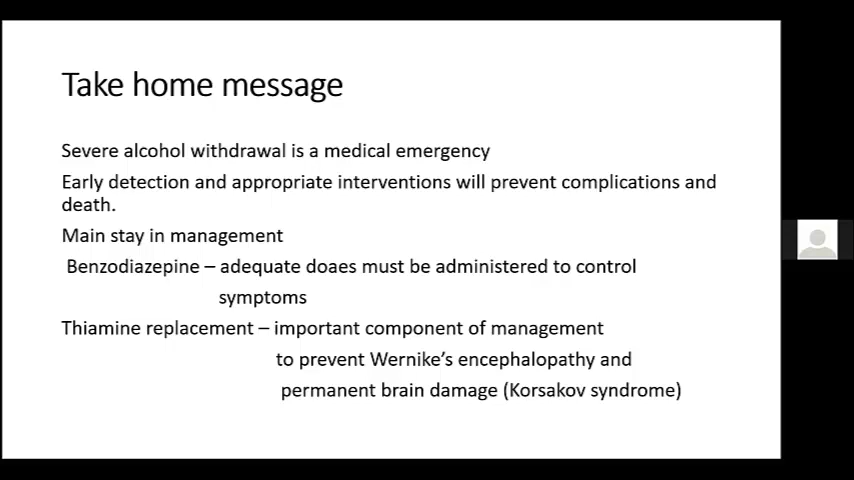 Take home message
Severe alcohol withdrawal is a medical emergency
Early detection and appropriate interventions will prevent complications and
death.
Main stay in management
Benzodiazepine – adequate doaes must be administered to control
symptoms
Thiamine replacement – important component of management
to prevent Wernike’s encephalopathy and
permanent brain damage (Korsakov syndrome)